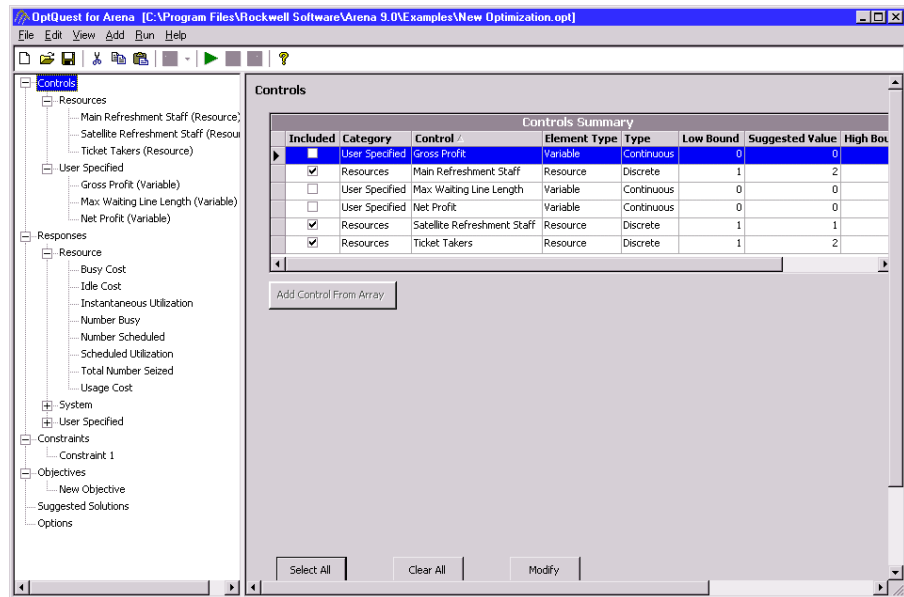 OptQuest for Arena [C:\Program Files\Rockwell Software\Arena 9.0\Examples\New Optimization.opt]
File Edit View Add Run Help
Controls
Resources
Main Refreshment Staff (Resource)
Satellite Refreshment Staff (Resour
Ticket Takers (Resource)
User Specified
Gross Profit (Variable)
Max Waiting Line Length (Variable)
Net Profit (Variable)
Responses
Resource
Busy Cost
Idle Cost
Instantaneous Utilization
Number Busy
Number Scheduled
Scheduled Utilization
Total Number Seized
Usage Cost
System
User Specified
Constraints
Constraint 1
Objectives
New Objective
Suggested Solutions
Options
Controls
Controls Summary
Included Category Control Element Type Type Low Bound Suggested Value High Bou
User Specified Gross Profit Variable Continuous 0 0
Resources Main Refreshment Staff Resource Discrete 1 2
User Specified Max Waiting Line Length Variable Continuous 0 0
User Specified Net Profit Variable Continuous 0 0
Resources Satellite Refreshment Staff Resource Discrete 1 1
Resources Ticket Takers Resource Discrete 1 2
Add Control From Array
Select All Clear All Modify